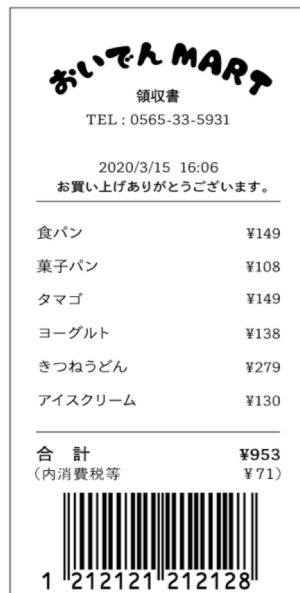 おいでんMART
領収書
TEL : 0565-33-5931
2020/3/15 16:06
お買い上げありがとうございます。
食パン ¥149
菓子パン ¥108
タマゴ ¥149
ヨーグルト ¥138
きつねうどん ¥279
アイスクリーム ¥130
合 計 ¥953
(内消費税等 ¥71)
1 212121 212128